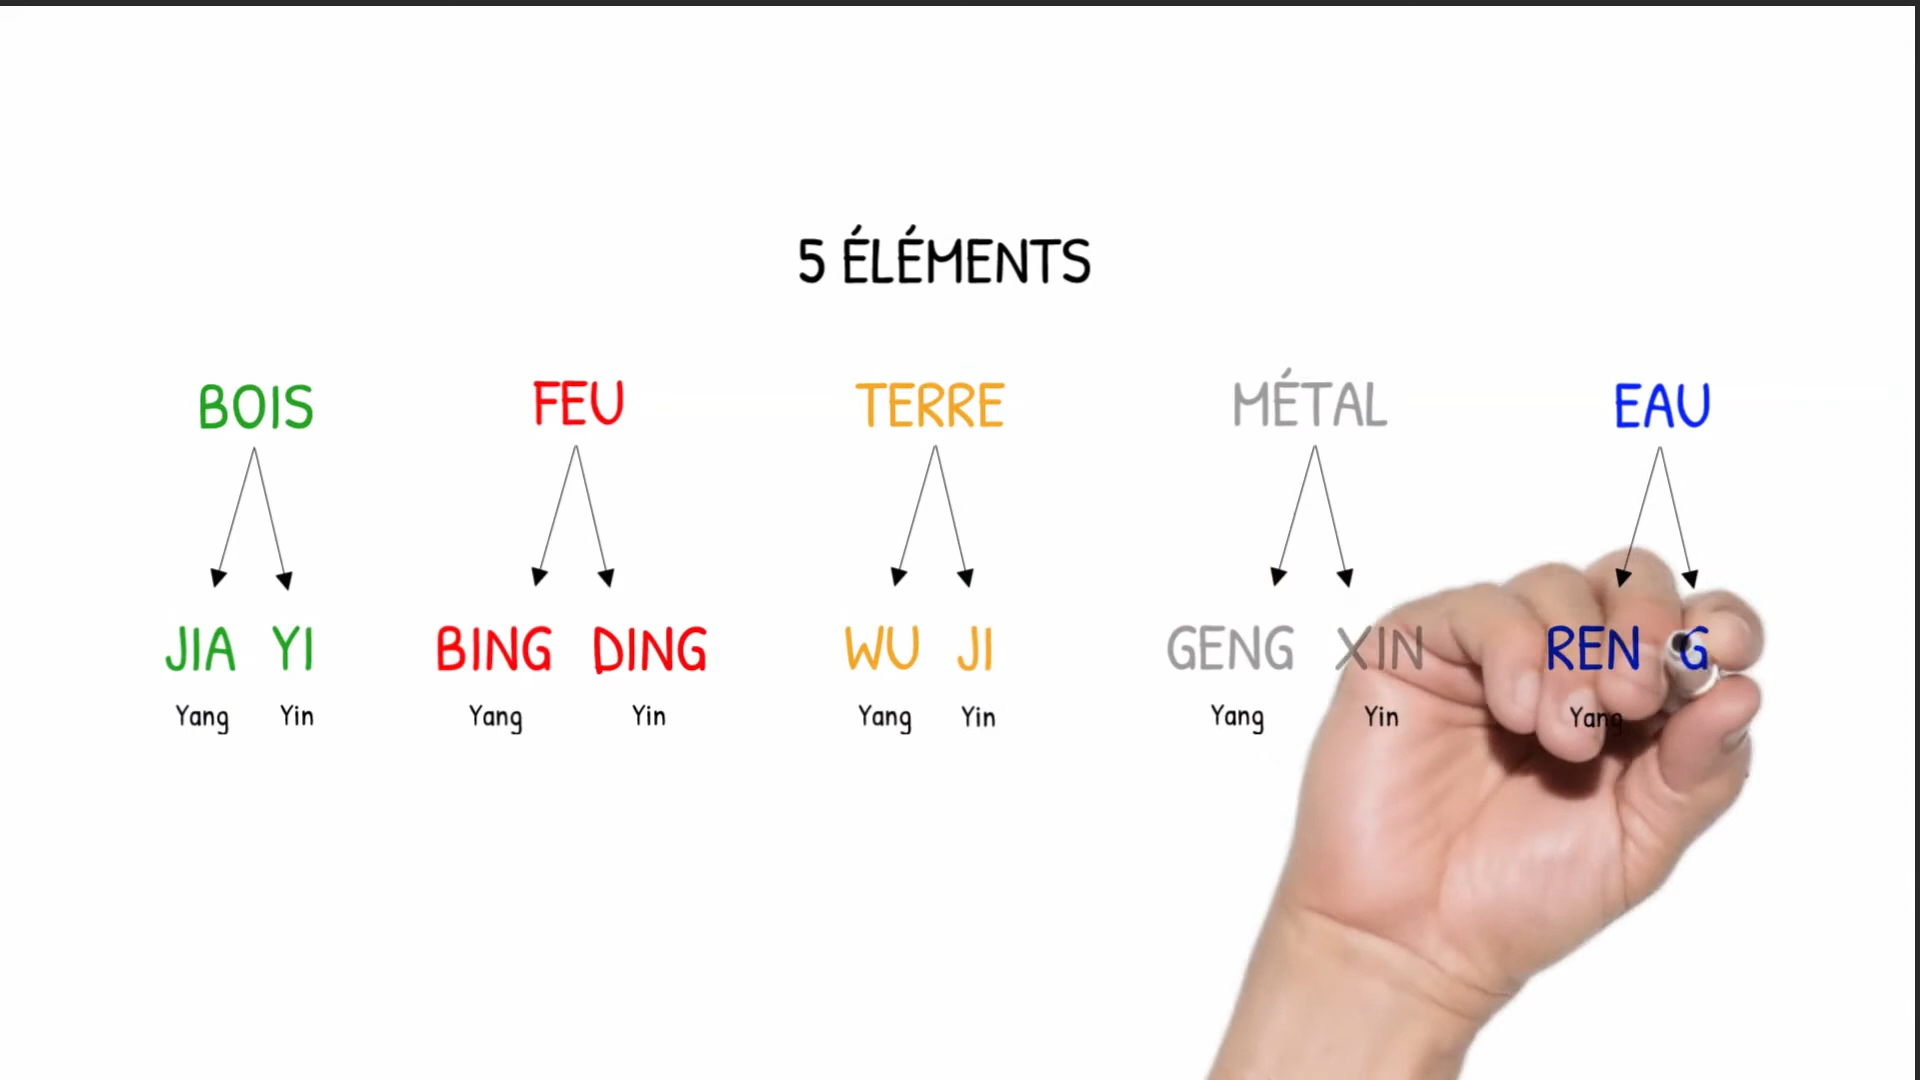 5 ÉLÉMENTS
BOIS FEU TERRE MÉTAL EAU
JIA YI BING DING WU JI GENG XIN REN G
Yang Yin Yang Yin Yang Yin Yang Yin Yang